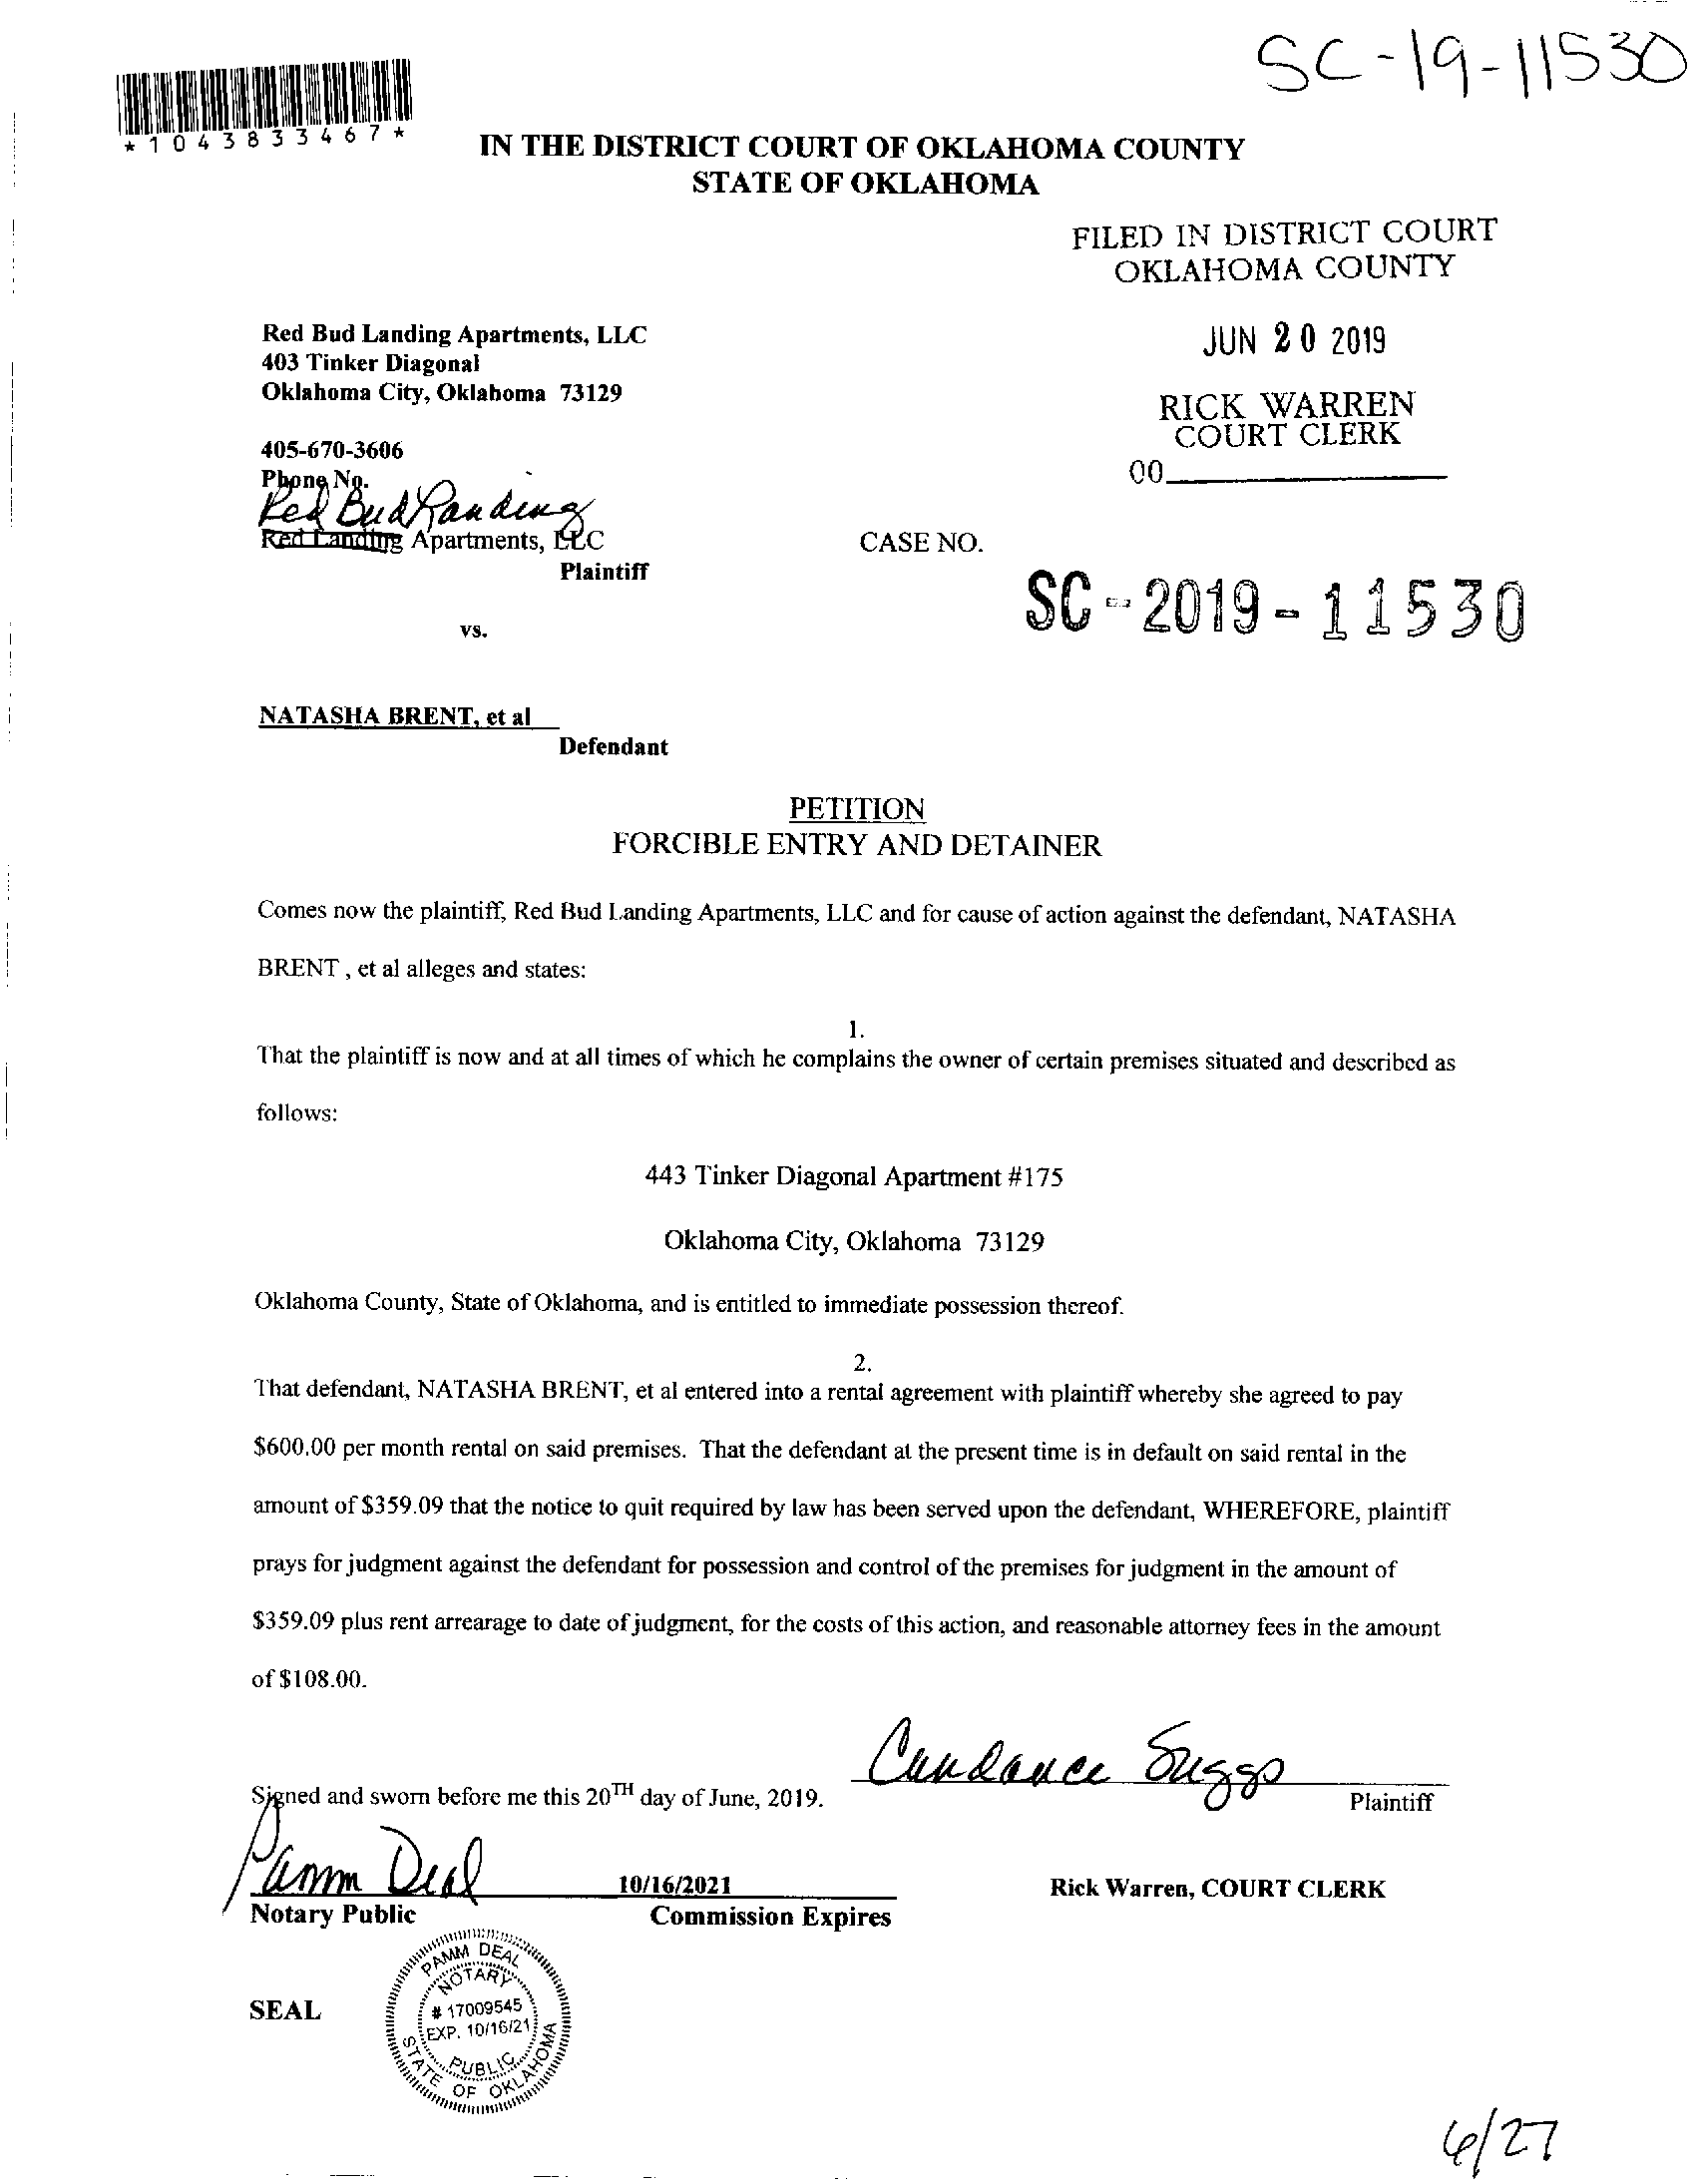 SC-19-11530
*1043833467*
IN THE DISTRICT COURT OF OKLAHOMA COUNTY
STATE OF OKLAHOMA
FILED IN DISTRICT COURT
OKLAHOMA COUNTY
JUN 20 2019
RICK WARREN
COURT CLERK
00
Red Bud Landing Apartments, LLC
403 Tinker Diagonal
Oklahoma City, Oklahoma 73129
405-670-3606
Phone No.
Red Bud Landing
Red Landing Apartments, LLC
Plaintiff
CASE NO.
SC-2019-11530
vs.
NATASHA BRENT, et al
Defendant
PETITION
FORCIBLE ENTRY AND DETAINER
Comes now the plaintiff, Red Bud Landing Apartments, LLC and for cause of action against the defendant, NATASHA
BRENT , et al alleges and states:
1.
That the plaintiff is now and at all times of which he complains the owner of certain premises situated and described as
follows:
443 Tinker Diagonal Apartment #175
Oklahoma City, Oklahoma 73129
Oklahoma County, State of Oklahoma, and is entitled to immediate possession thereof.
2.
That defendant, NATASHA BRENT, et al entered into a rental agreement with plaintiff whereby she agreed to pay
$600.00 per month rental on said premises. That the defendant at the present time is in default on said rental in the
amount of $359.09 that the notice to quit required by law has been served upon the defendant, WHEREFORE, plaintiff
prays for judgment against the defendant for possession and control of the premises for judgment in the amount of
$359.09 plus rent arrearage to date of judgment, for the costs of this action, and reasonable attorney fees in the amount
of $108.00.
Candance Suggs
Plaintiff
Signed and sworn before me this 20TH day of June, 2019.
Pamm Deal
10/16/2021
Notary Public
Commission Expires
Rick Warren, COURT CLERK
SEAL
PAMM DEAL
NOTARY
# 17009545
EXP. 10/16/21
PUBLIC
STATE OF OKLAHOMA
6/27